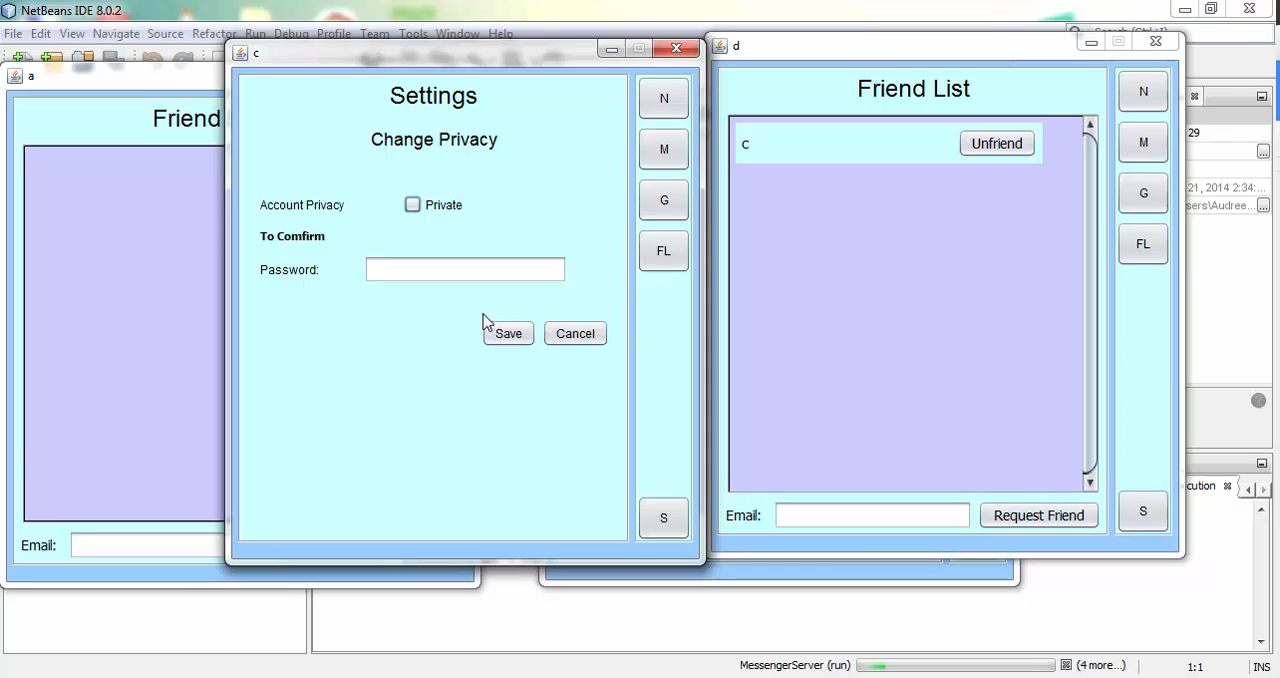 NetBeans IDE 8.0.2
File Edit View Navigate Source Refactor Run Debug Profile Team Tools Window Help
a
Friend
Email:
c
Settings
Change Privacy
Account Privacy
Private
To Comfirm
Password:
Save
Cancel
N
M
G
FL
S
d
Friend List
c
Unfriend
Email:
Request Friend
N
M
G
FL
S
29
21, 2014 2:34:...
sers\Audree...
cution
MessengerServer (run)
(4 more...)
1:1
INS